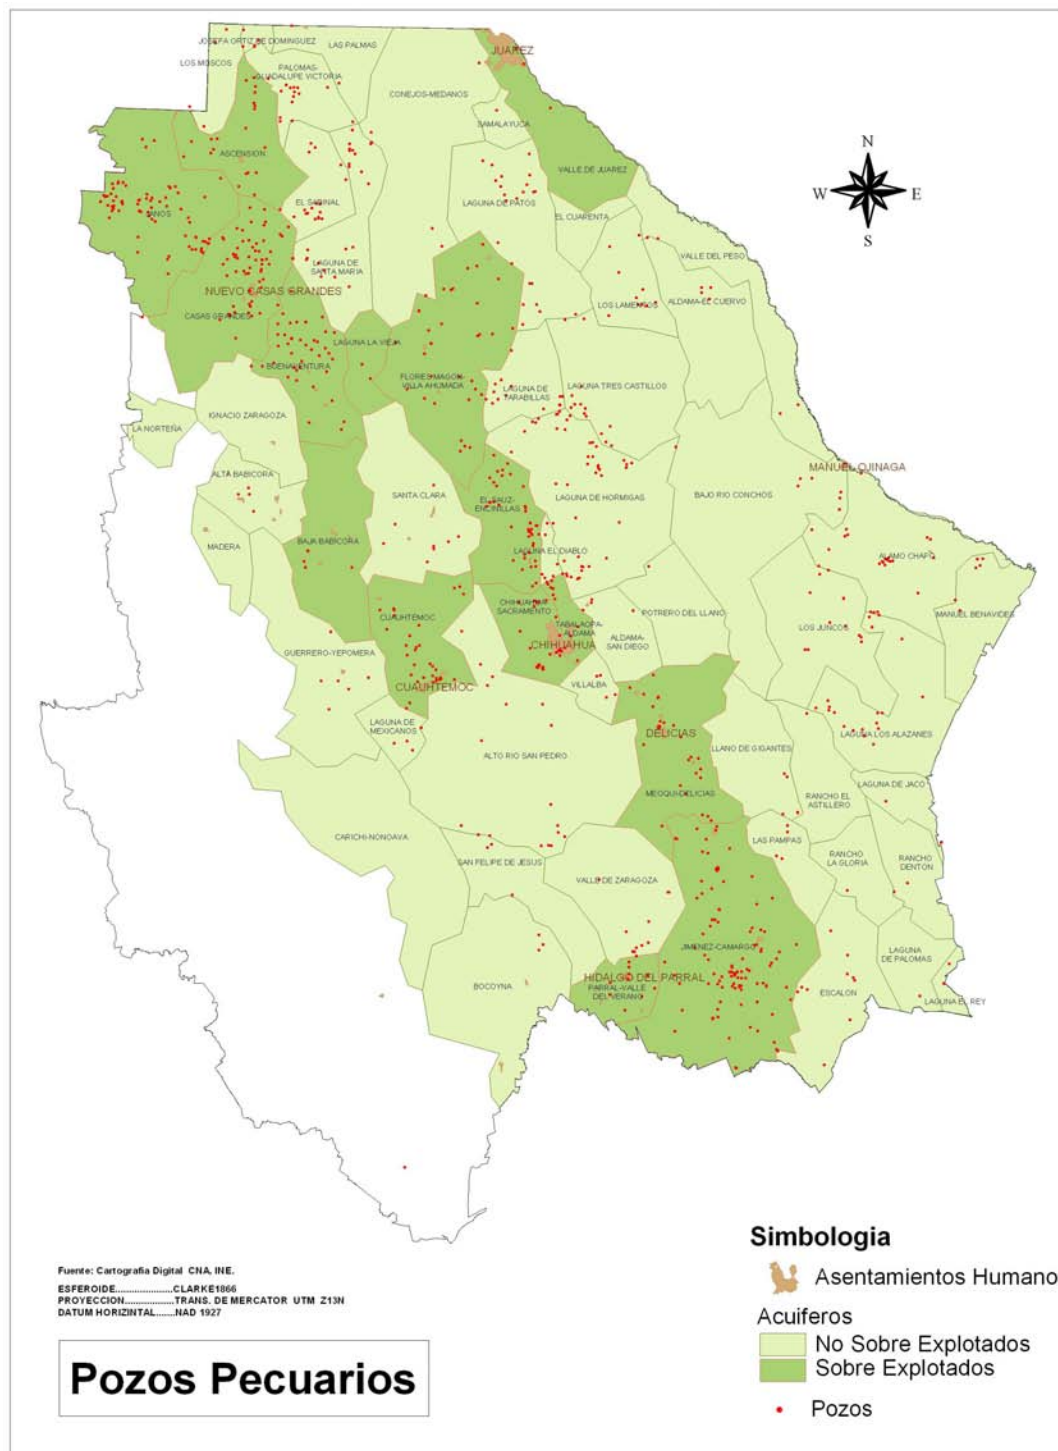 JUAREZ
JOSEFA ORTIZ DE DOMINGUEZ
LAS PALMAS
LOS MOSCOS
PALOMAS-
GUADALUPE VICTORIA
CONEJOS-MEDANOS
SAMALAYUCA
ASCENSION
VALLE DE JUAREZ
N
W
E
S
JANOS
EL SABINAL
LAGUNA DE PATOS
EL CUARENTA
LAGUNA DE
SANTA MARIA
VALLE DEL PESO
NUEVO CASAS GRANDES
LOS LAMENTOS
ALDAMA-EL CUERVO
CASAS GRANDES
LAGUNA LA VIEJA
BUENAVENTURA
FLORES MAGON-
VILLA AHUMADA
LAGUNA DE
TARABILLAS
LAGUNA TRES CASTILLOS
IGNACIO ZARAGOZA
LA NORTEÑA
MANUEL OJINAGA
ALTA BABICORA
SANTA CLARA
EL SAUZ-
ENCINILLAS
LAGUNA DE HORMIGAS
BAJO RIO CONCHOS
MADERA
BAJA BABICORA
LAGUNA EL DIABLO
ALAMO CHAPO
CUAUHTEMOC
CHIHUAHUA-
SACRAMENTO
TABALAOPA-
ALDAMA
POTRERO DEL LLANO
MANUEL BENAVIDES
LOS JUNCOS
GUERRERO-YEPOMERA
CHIHUAHUA
ALDAMA-
SAN DIEGO
CUAUHTEMOC
VILLALBA
LAGUNA DE
MEXICANOS
ALTO RIO SAN PEDRO
DELICIAS
LLANO DE GIGANTES
LAGUNA LOS ALAZANES
MEOQUI-DELICIAS
RANCHO EL
ASTILLERO
LAGUNA DE JACO
CARICHI-NONOAVA
LAS PAMPAS
SAN FELIPE DE JESUS
RANCHO
LA GLORIA
RANCHO
DENTON
VALLE DE ZARAGOZA
JIMENEZ-CAMARGO
LAGUNA
DE PALOMAS
HIDALGO DEL PARRAL
BOCOYNA
PARRAL-VALLE
DEL VERANO
ESCALON
LAGUNA EL REY
Simbologia
Asentamientos Humano
Acuiferos
No Sobre Explotados
Sobre Explotados
Pozos
Fuente: Cartografia Digital CNA, INE.
ESFEROIDE....................CLARKE1866
PROYECCION.................TRANS. DE MERCATOR UTM Z13N
DATUM HORIZINTAL.......NAD 1927
Pozos Pecuarios